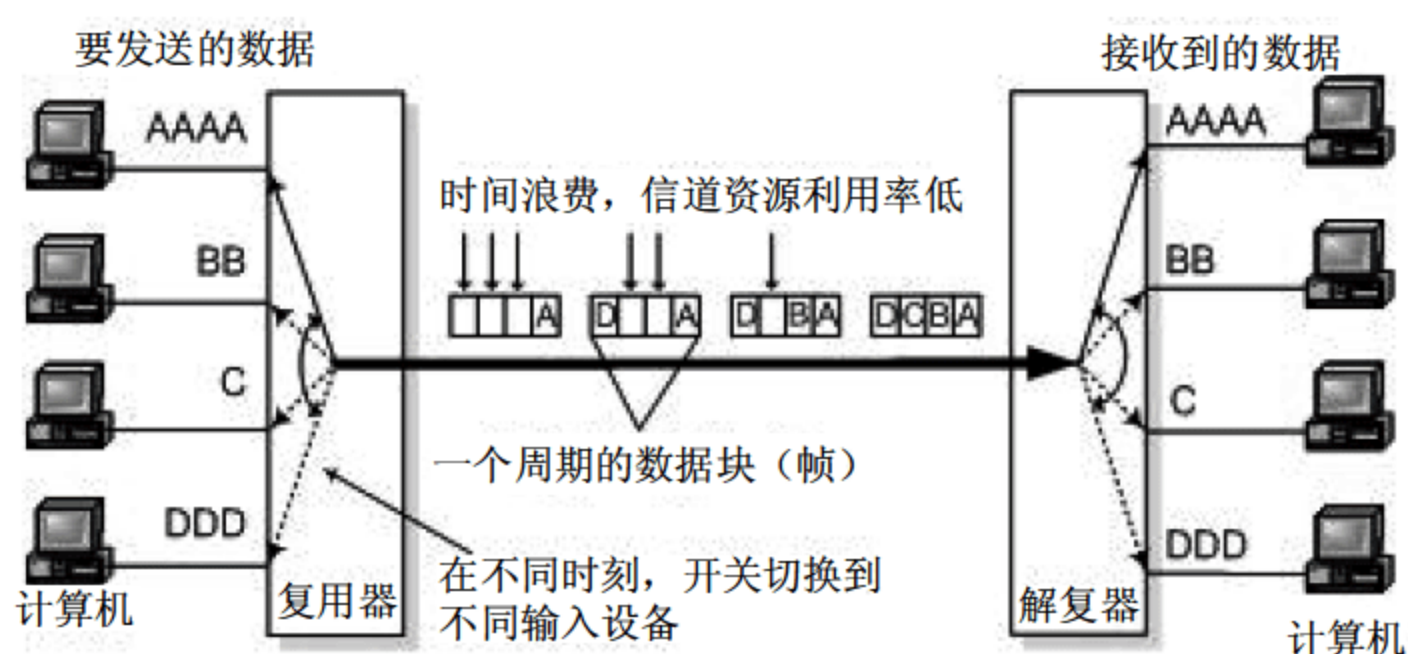 要发送的数据
接收到的数据
AAAA
AAAA
时间浪费，信道资源利用率低
BB
BB
A
D A
D B A
D C B A
C
C
一个周期的数据块（帧）
DDD
DDD
在不同时刻，开关切换到
不同输入设备
计算机
复用器
解复器
计算机